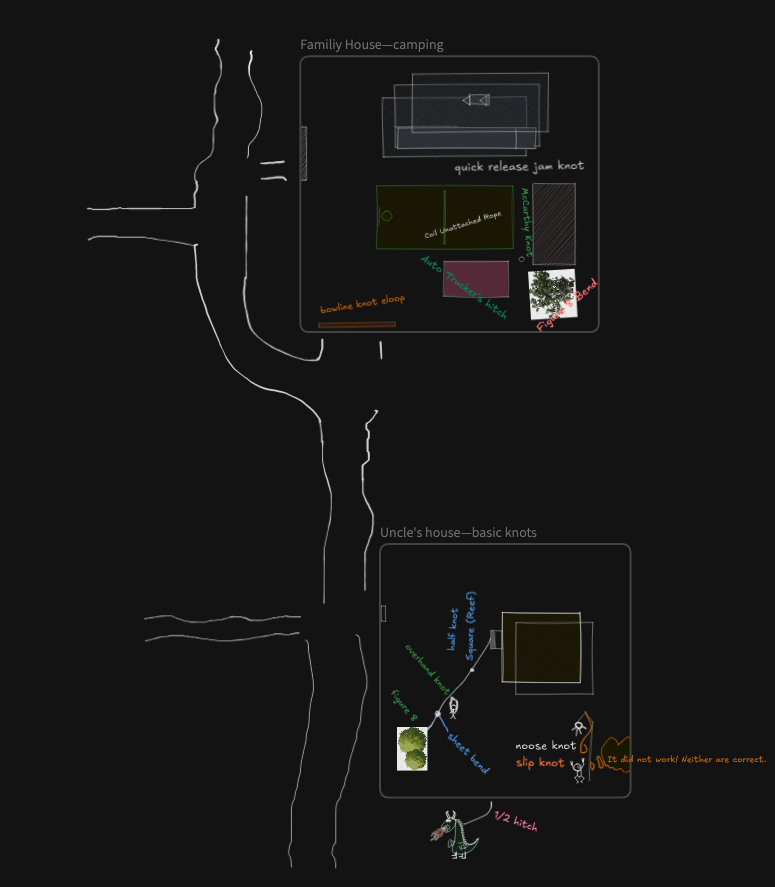 Familiy House—camping
quick release jam knot
McCarthy Knot
Coil Unattached Rope
Auto Trucker's hitch
Figure 8 Bend
bowline knot eloop
Uncle's house—basic knots
half knot
Square (Reef)
overhand knot
figure 8
sheet bend
noose knot
slip knot
It did not work! Neither are correct.
1/2 hitch